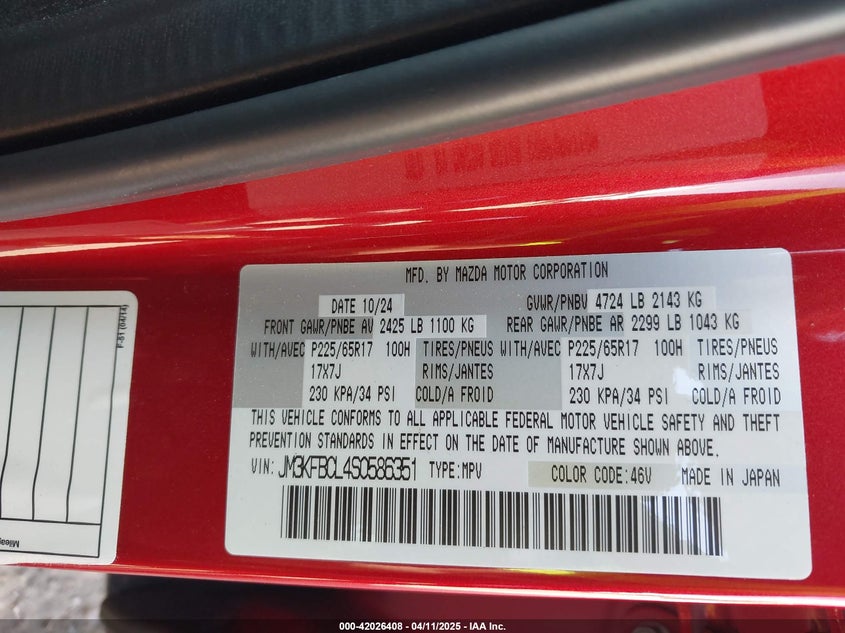 MFD. BY MAZDA MOTOR CORPORATION
DATE 10/24 GVWR/PNBV 4724 LB 2143 KG
FRONT GAWR/PNBE AV 2425 LB 1100 KG REAR GAWR/PNBE AR 2299 LB 1043 KG
WITH/AVEC P225/65R17 100H TIRES/PNEUS WITH/AVEC P225/65R17 100H TIRES/PNEUS
17X7J RIMS/JANTES 17X7J RIMS/JANTES
230 KPA/34 PSI COLD/A FROID 230 KPA/34 PSI COLD/A FROID
THIS VEHICLE CONFORMS TO ALL APPLICABLE FEDERAL MOTOR VEHICLE SAFETY AND THEFT
PREVENTION STANDARDS IN EFFECT ON THE DATE OF MANUFACTURE SHOWN ABOVE.
VIN: JM3KFBCL4S0586351 TYPE:MPV COLOR CODE:46V MADE IN JAPAN
F-51 (04/14)
000-42026408 - 04/11/2025 - IAA Inc.